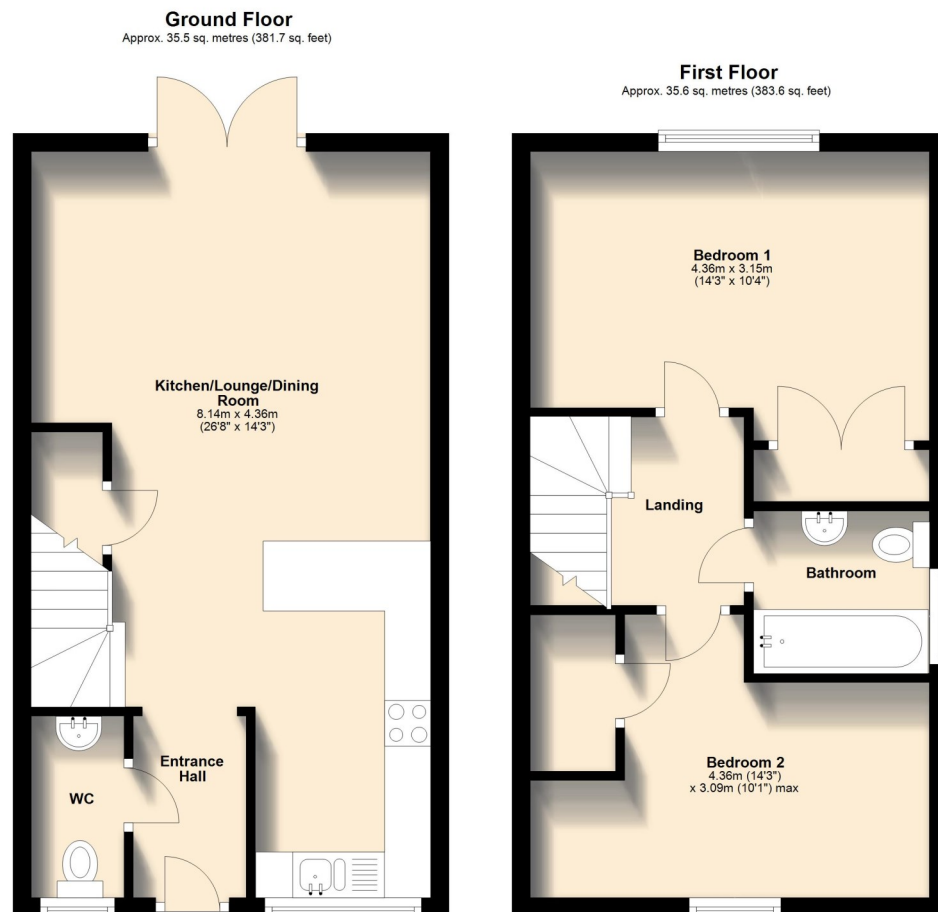 Ground Floor
Approx. 35.5 sq. metres (381.7 sq. feet)
Kitchen/Lounge/Dining
Room
8.14m x 4.36m
(26'8" x 14'3")
Entrance
Hall
WC
First Floor
Approx. 35.6 sq. metres (383.6 sq. feet)
Bedroom 1
4.36m x 3.15m
(14'3" x 10'4")
Landing
Bathroom
Bedroom 2
4.36m (14'3")
x 3.09m (10'1") max